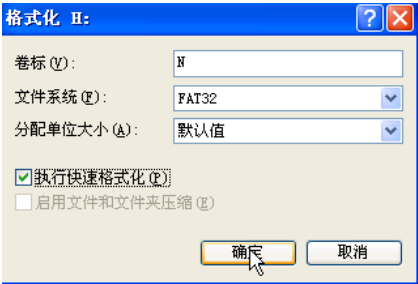 格式化 H:
卷标(V): N
文件系统(F): FAT32
分配单位大小(A): 默认值
执行快速格式化(P)
启用文件和文件夹压缩(E)
确定 取消